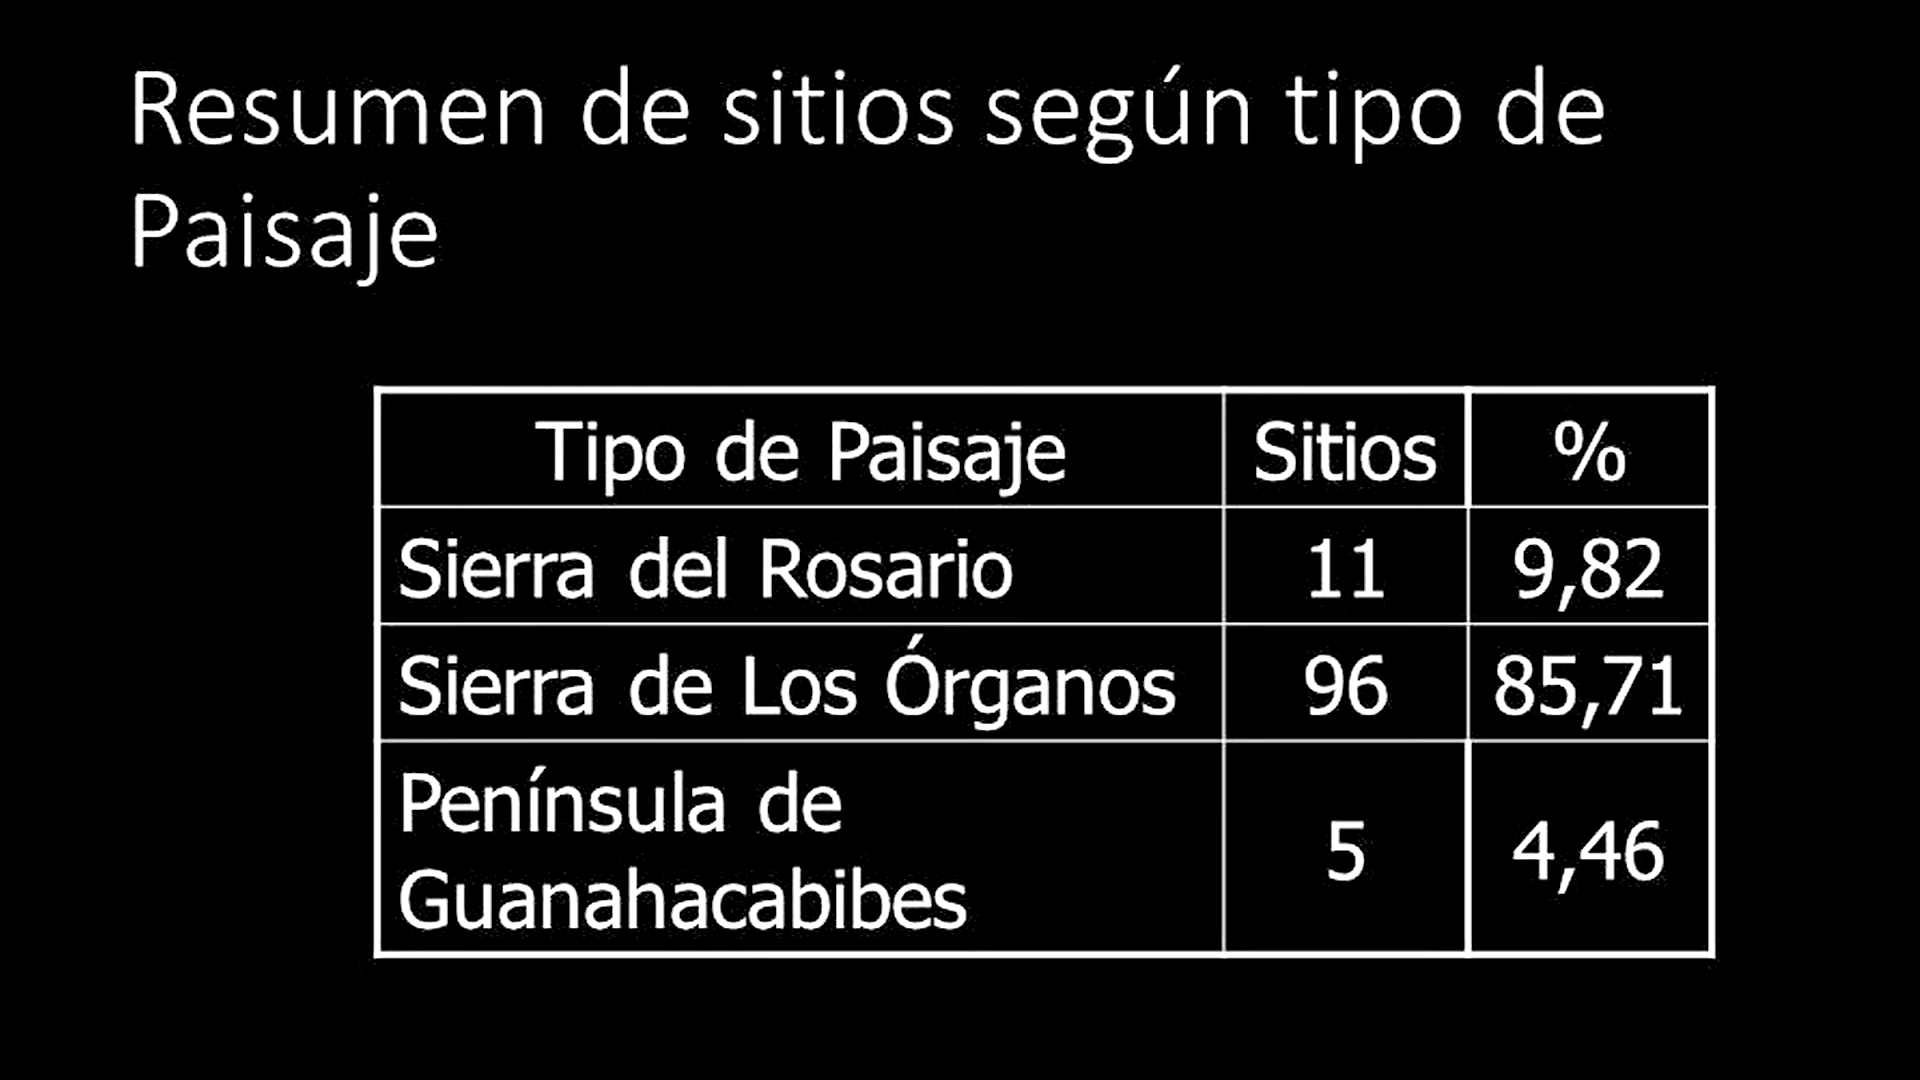 Resumen de sitios según tipo de
Paisaje
Tipo de Paisaje Sitios %
Sierra del Rosario 11 9,82
Sierra de Los Órganos 96 85,71
Península de
Guanahacabibes 5 4,46